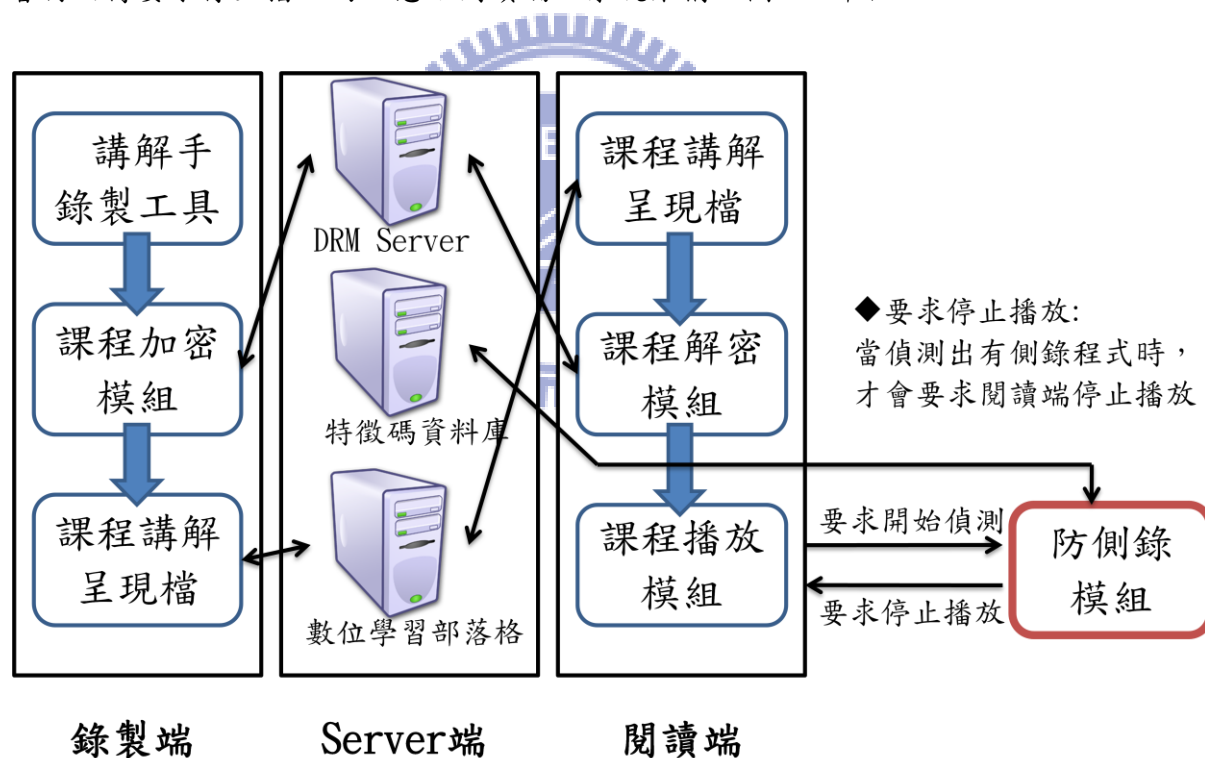 講解手
錄製工具
課程加密
模組
課程講解
呈現檔
錄製端
DRM Server
特徵碼資料庫
數位學習部落格
Server端
課程講解
呈現檔
課程解密
模組
課程播放
模組
閱讀端
◆要求停止播放:
當偵測出有側錄程式時，
才會要求閱讀端停止播放
要求開始偵測
要求停止播放
防側錄
模組